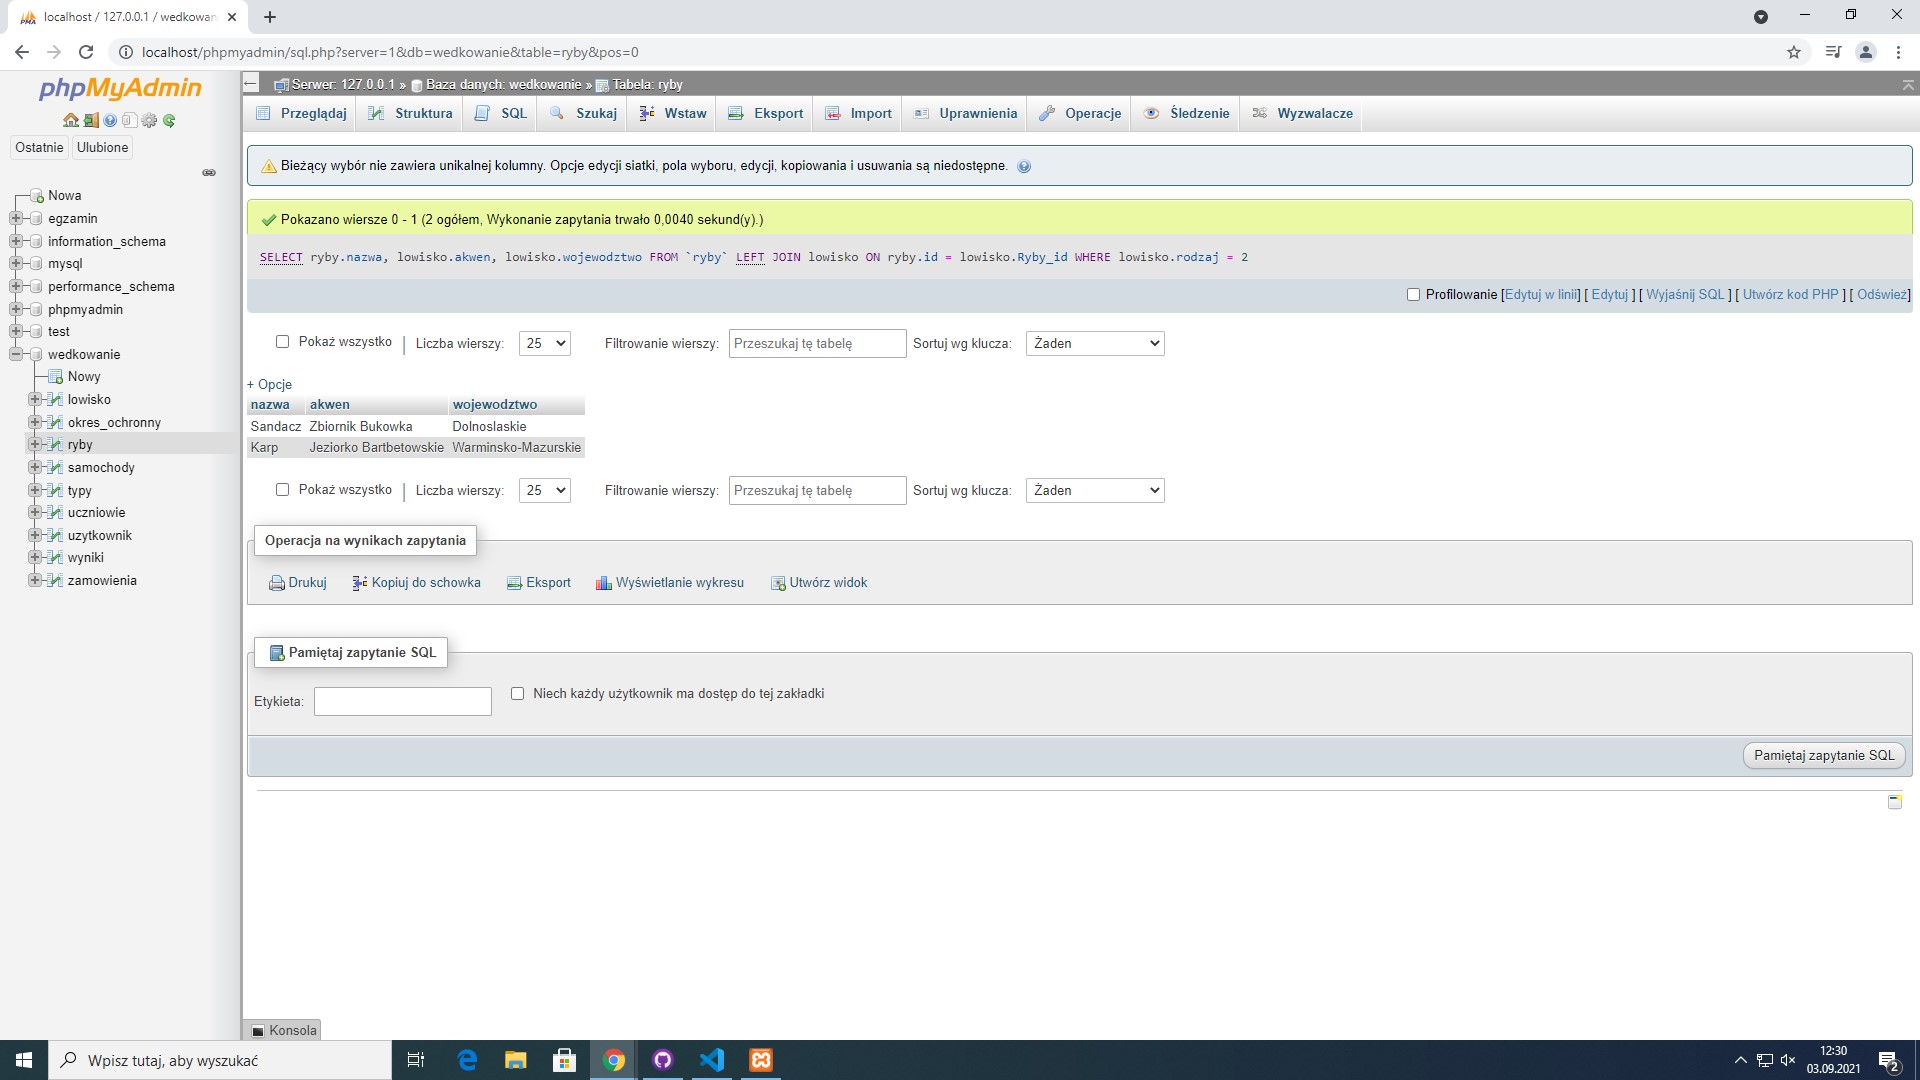 localhost / 127.0.0.1 / wedkowan
localhost/phpmyadmin/sql.php?server=1&db=wedkowanie&table=ryby&pos=0
phpMyAdmin
Ostatnie
Ulubione
Nowa
egzamin
information_schema
mysql
performance_schema
phpmyadmin
test
wedkowanie
Nowy
lowisko
okres_ochronny
ryby
samochody
typy
uczniowie
uzytkownik
wyniki
zamowienia
Serwer: 127.0.0.1 » Baza danych: wedkowanie » Tabela: ryby
Przeglądaj Struktura SQL Szukaj Wstaw Eksport Import Uprawnienia Operacje Śledzenie Wyzwalacze
Bieżący wybór nie zawiera unikalnej kolumny. Opcje edycji siatki, pola wyboru, edycji, kopiowania i usuwania są niedostępne.
Pokazano wiersze 0 - 1 (2 ogółem, Wykonanie zapytania trwało 0,0040 sekund(y).)
SELECT ryby.nazwa, lowisko.akwen, lowisko.wojewodztwo FROM `ryby` LEFT JOIN lowisko ON ryby.id = lowisko.Ryby_id WHERE lowisko.rodzaj = 2
Profilowanie [Edytuj w linii] [ Edytuj ] [ Wyjaśnij SQL ] [ Utwórz kod PHP ] [ Odśwież]
Pokaż wszystko | Liczba wierszy: 25 Filtrowanie wierszy: Przeszukaj tę tabelę Sortuj wg klucza: Żaden
+ Opcje
nazwa akwen wojewodztwo
Sandacz Zbiornik Bukowka Dolnoslaskie
Karp Jeziorko Bartbetowskie Warminsko-Mazurskie
Pokaż wszystko | Liczba wierszy: 25 Filtrowanie wierszy: Przeszukaj tę tabelę Sortuj wg klucza: Żaden
Operacja na wynikach zapytania
Drukuj Kopiuj do schowka Eksport Wyświetlanie wykresu Utwórz widok
Pamiętaj zapytanie SQL
Etykieta: Niech każdy użytkownik ma dostęp do tej zakładki
Pamiętaj zapytanie SQL
Konsola
Wpisz tutaj, aby wyszukać
12:30
03.09.2021
2